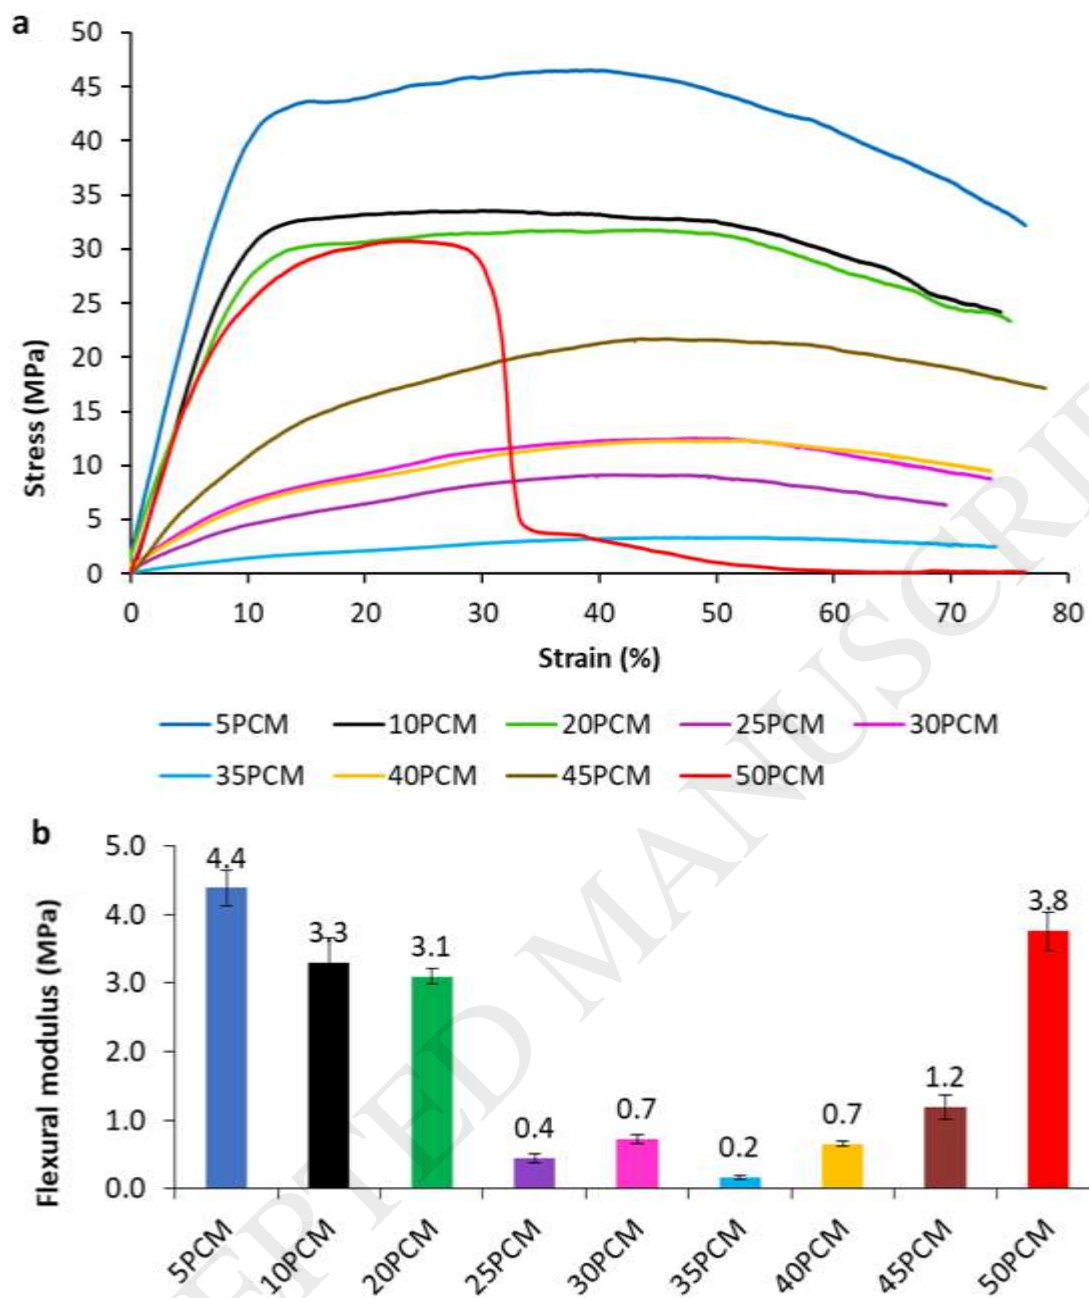 a
50
45
40
35
30
25
20
15
10
5
0
Stress (MPa)
0 10 20 30 40 50 60 70 80
Strain (%)
5PCM 10PCM 20PCM 25PCM 30PCM
35PCM 40PCM 45PCM 50PCM
b
5.0
4.0
3.0
2.0
1.0
0.0
Flexural modulus (MPa)
4.4 3.3 3.1 0.4 0.7 0.2 0.7 1.2 3.8
5PCM 10PCM 20PCM 25PCM 30PCM 35PCM 40PCM 45PCM 50PCM
EPTED MANUSCRIP